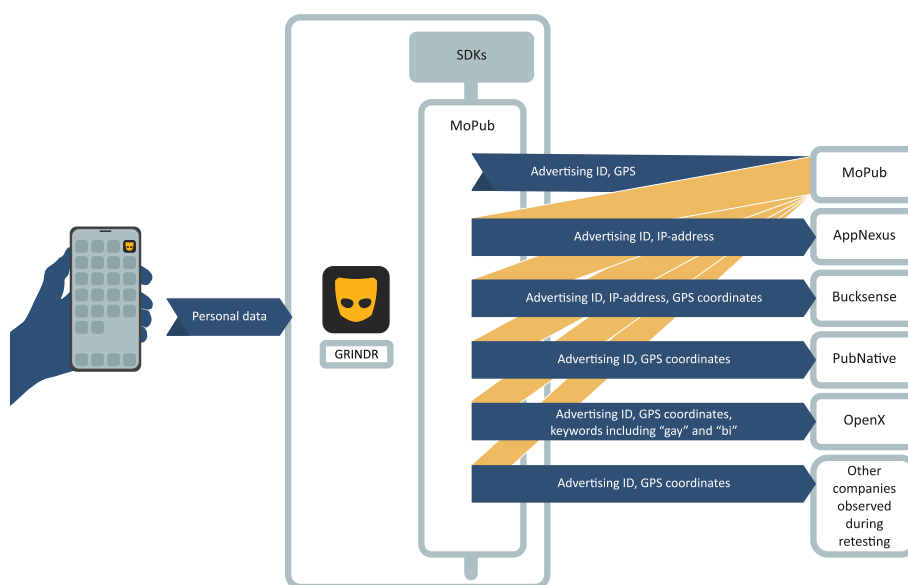 SDKs
MoPub
Advertising ID, GPS
MoPub
Advertising ID, IP-address
AppNexus
Advertising ID, IP-address, GPS coordinates
Bucksense
Personal data
GRINDR
Advertising ID, GPS coordinates
PubNative
Advertising ID, GPS coordinates,
keywords including “gay” and “bi”
OpenX
Advertising ID, GPS coordinates
Other
companies
observed
during
retesting